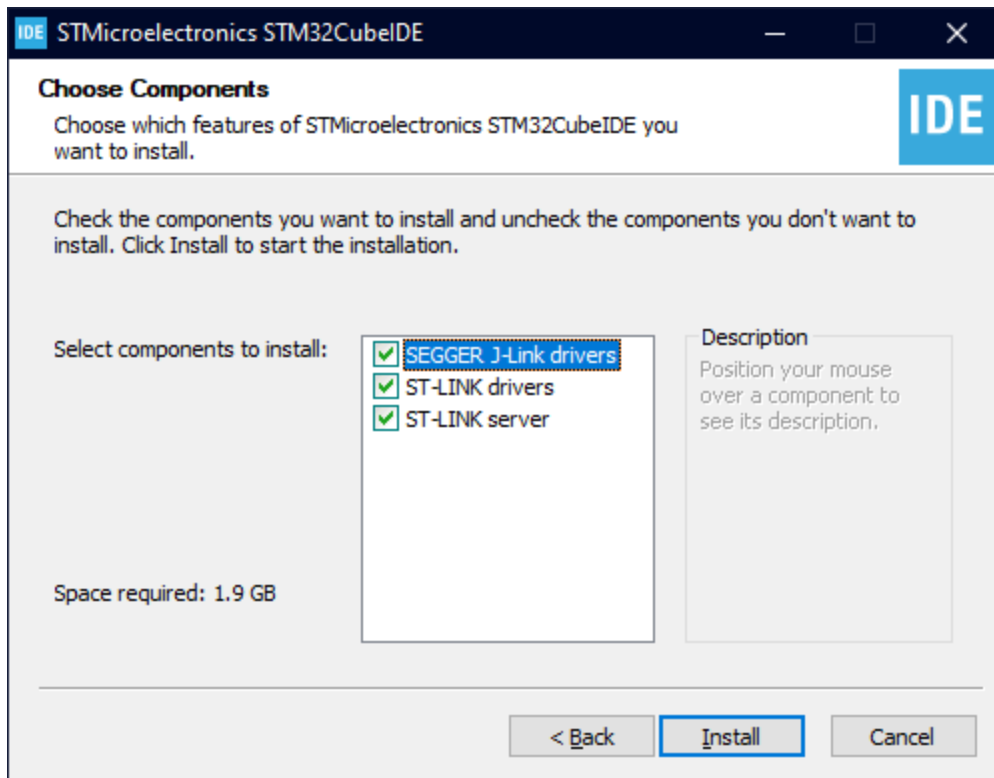 IDE STMicroelectronics STM32CubeIDE
Choose Components
Choose which features of STMicroelectronics STM32CubeIDE you
want to install.
IDE
Check the components you want to install and uncheck the components you don't want to
install. Click Install to start the installation.
Select components to install:
SEGGER J-Link drivers
ST-LINK drivers
ST-LINK server
Description
Position your mouse
over a component to
see its description.
Space required: 1.9 GB
< Back
Install
Cancel